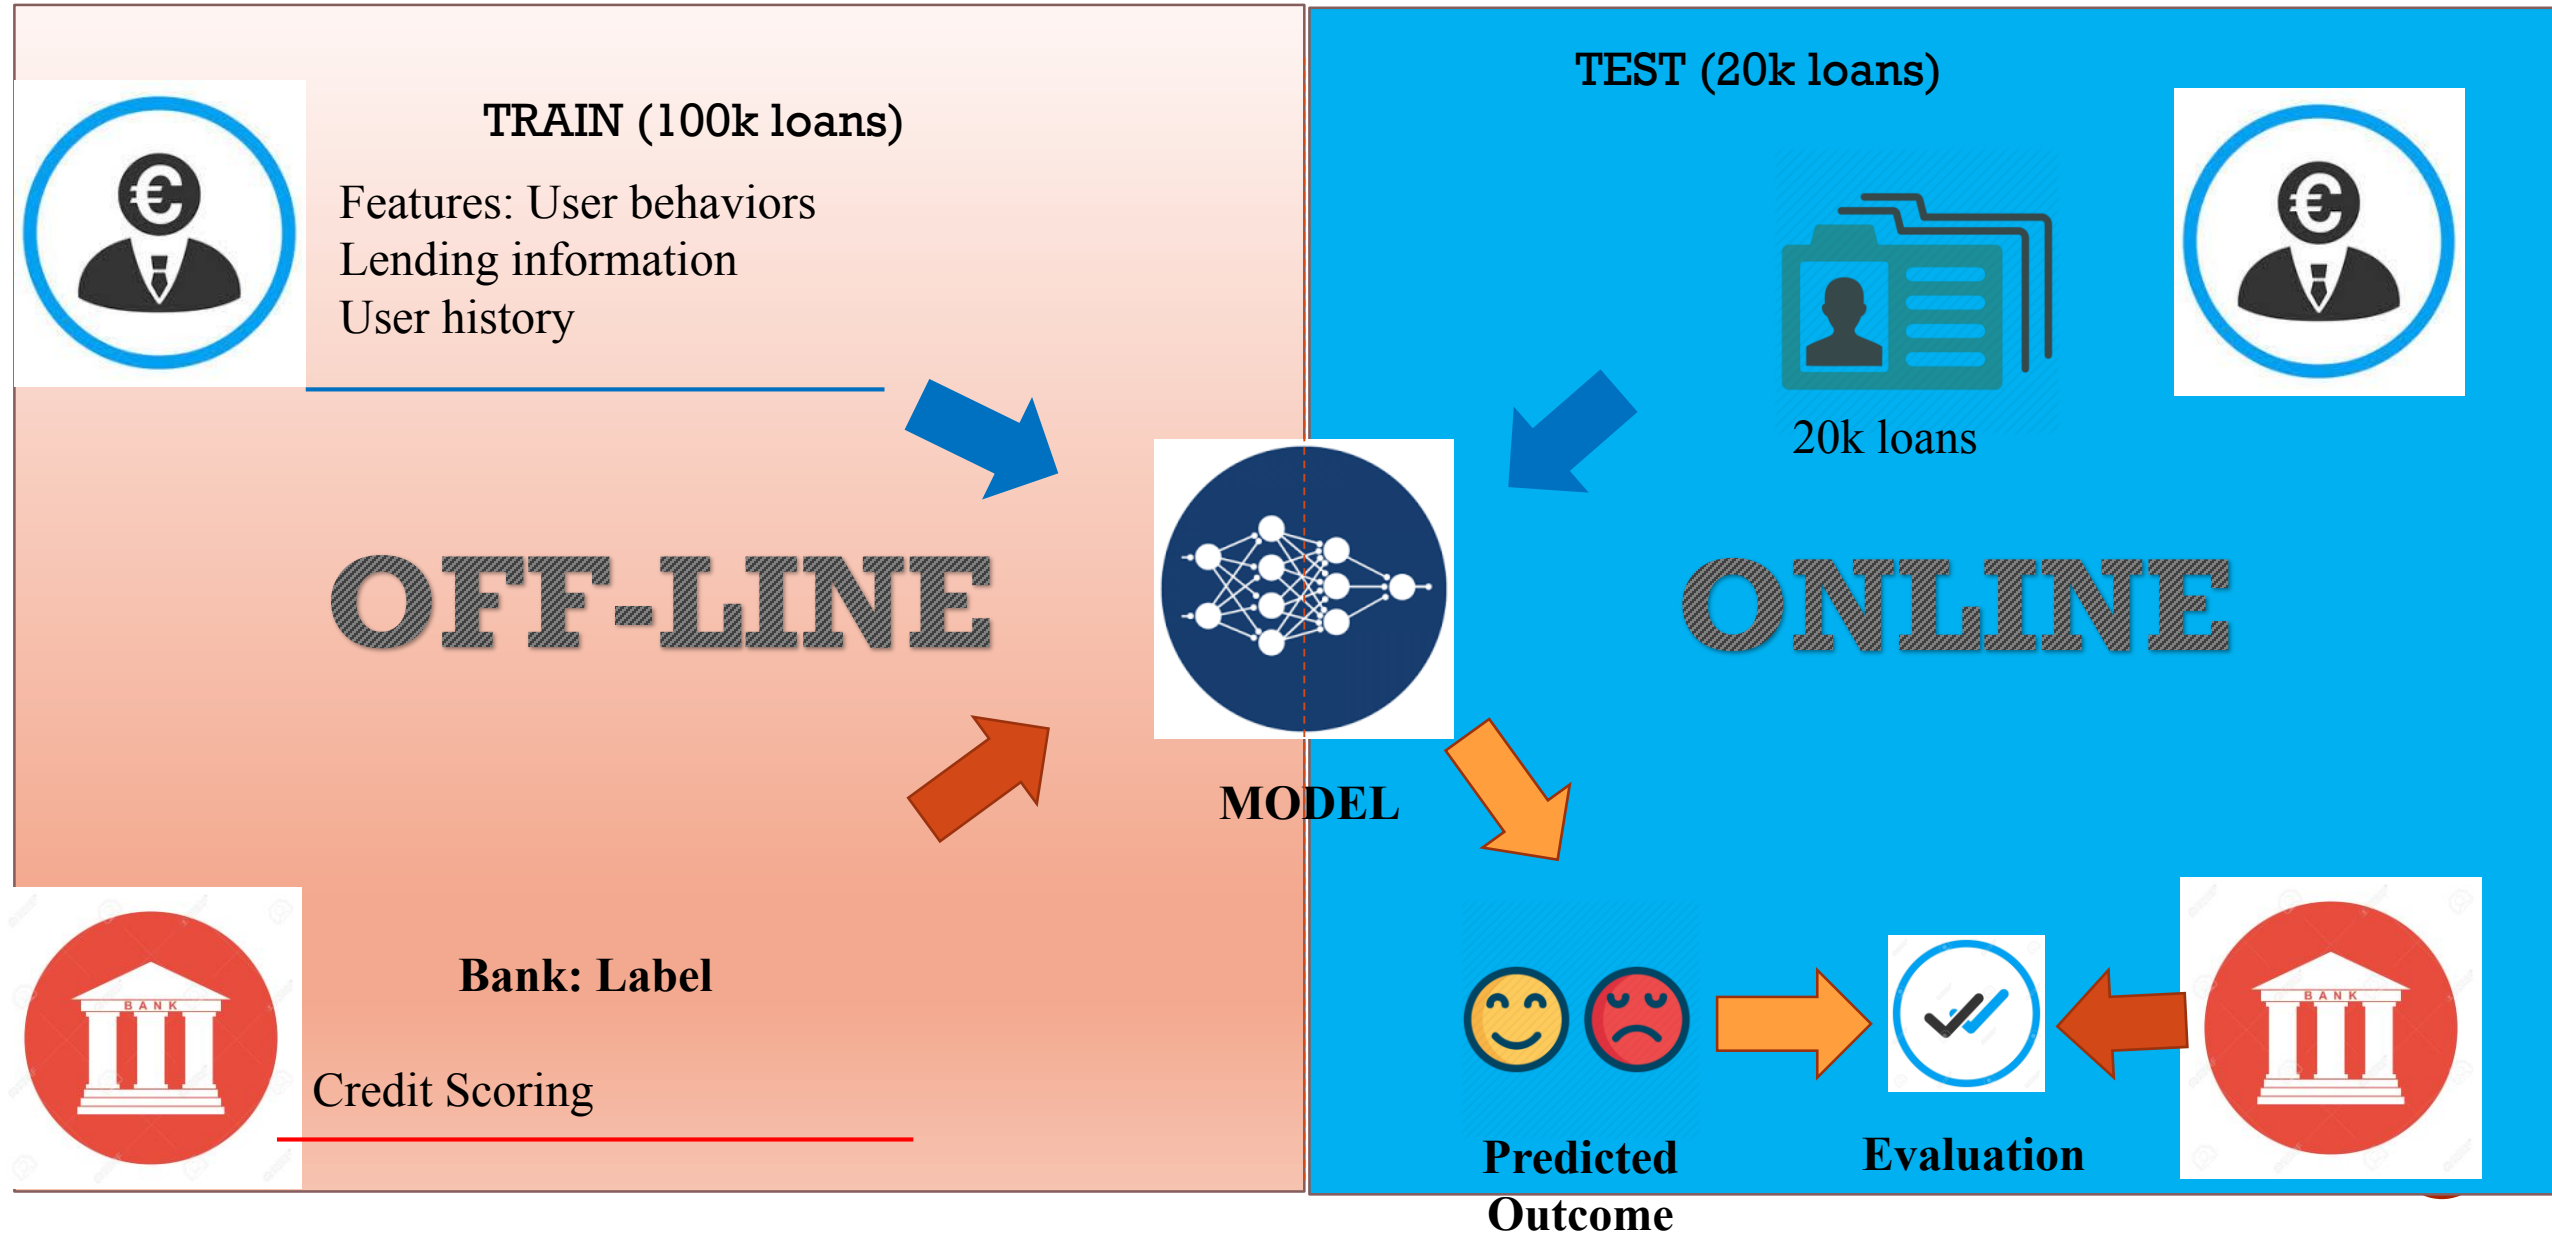 TRAIN (100k loans)
Features: User behaviors
Lending information
User history
OFF-LINE
BANK
Bank: Label
Credit Scoring
MODEL
TEST (20k loans)
20k loans
ONLINE
BANK
Predicted
Outcome
Evaluation